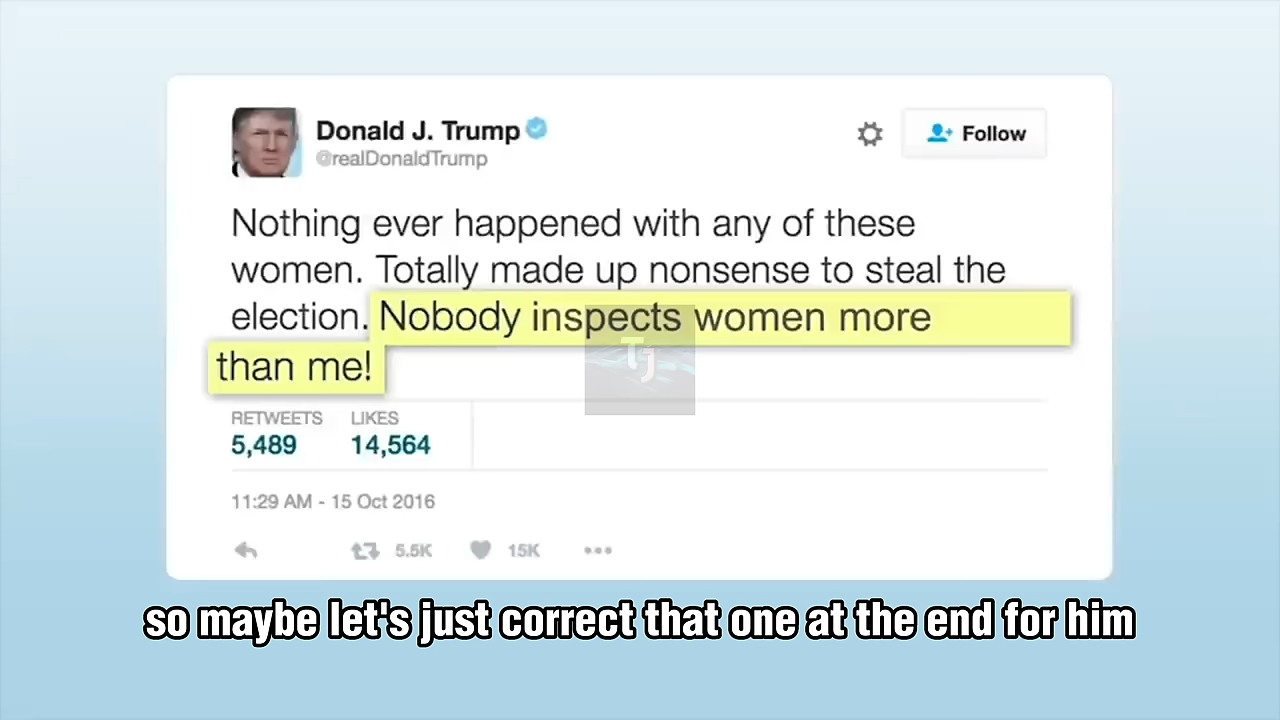 Donald J. Trump
@realDonaldTrump
Follow
Nothing ever happened with any of these
women. Totally made up nonsense to steal the
election. Nobody inspects women more
than me!
TJ
RETWEETS LIKES
5,489 14,564
11:29 AM - 15 Oct 2016
5.5K 15K
so maybe let's just correct that one at the end for him